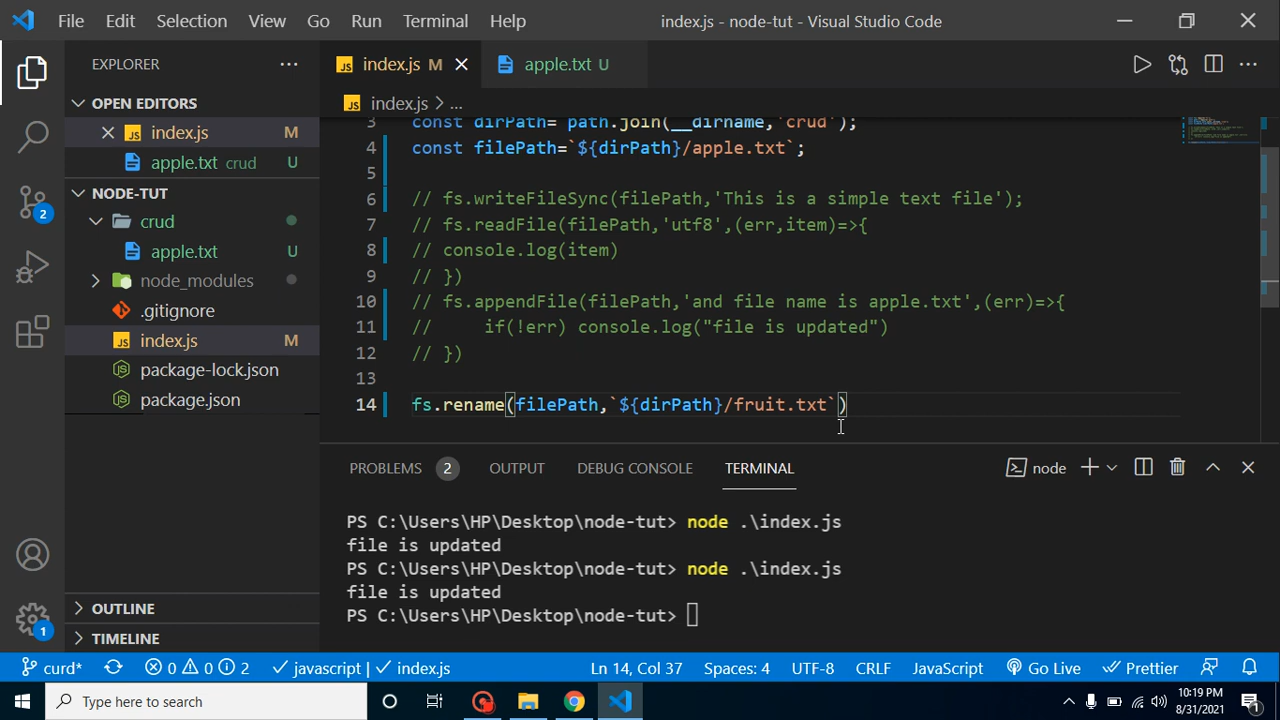 File Edit Selection View Go Run Terminal Help index.js - node-tut - Visual Studio Code
EXPLORER
OPEN EDITORS
JS index.js M
apple.txt crud U
NODE-TUT
crud
apple.txt U
node_modules
.gitignore
JS index.js M
package-lock.json
package.json
OUTLINE
TIMELINE
2
1
JS index.js M
apple.txt U
JS index.js > ...
3 const dirPath= path.join(__dirname,'crud');
4 const filePath=`${dirPath}/apple.txt`;
5
6 // fs.writeFileSync(filePath,'This is a simple text file');
7 // fs.readFile(filePath,'utf8',(err,item)=>{
8 // console.log(item)
9 // })
10 // fs.appendFile(filePath,'and file name is apple.txt',(err)=>{
11 //     if(!err) console.log("file is updated")
12 // })
13
14 fs.rename(filePath,`${dirPath}/fruit.txt`)
PROBLEMS 2 OUTPUT DEBUG CONSOLE TERMINAL node
PS C:\Users\HP\Desktop\node-tut> node .\index.js
file is updated
PS C:\Users\HP\Desktop\node-tut> node .\index.js
file is updated
PS C:\Users\HP\Desktop\node-tut>
curd* 0 0 2 javascript | index.js Ln 14, Col 37 Spaces: 4 UTF-8 CRLF JavaScript Go Live Prettier
Type here to search
10:19 PM
8/31/2021
1